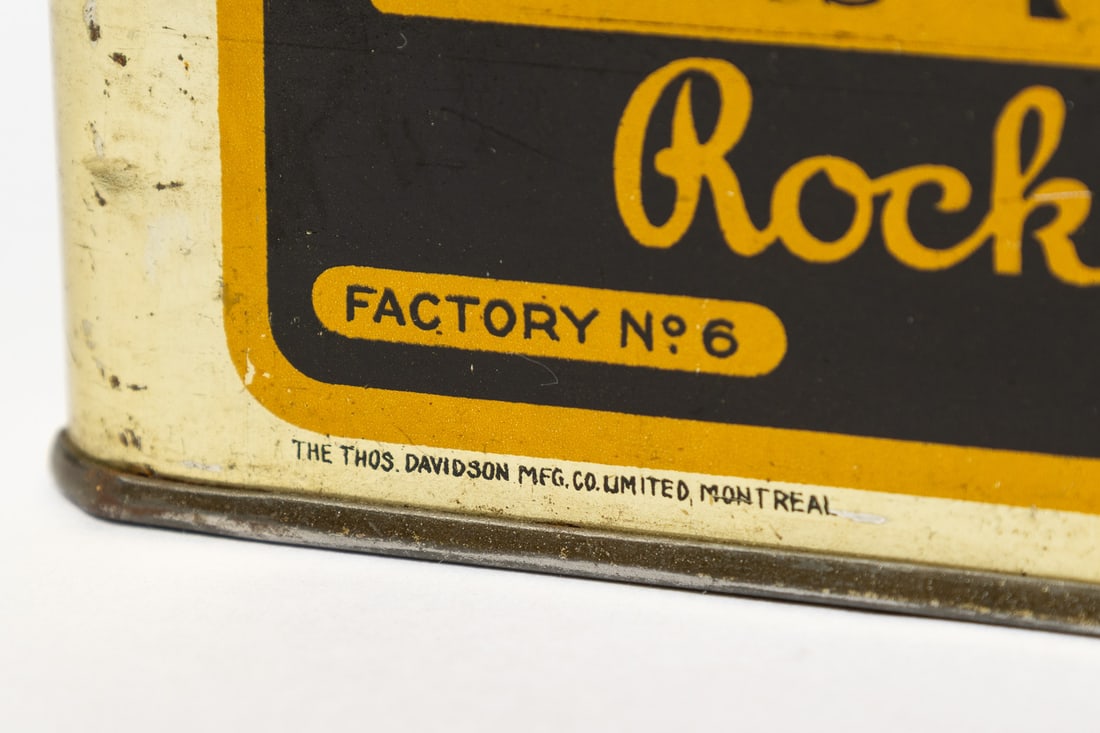 Rock
FACTORY Nº 6
THE THOS. DAVIDSON MFG. CO. LIMITED, MONTREAL